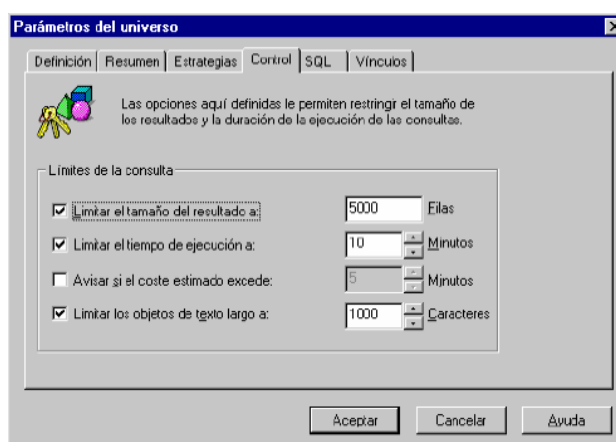 Parámetros del universo
Definición Resumen Estrategias Control SQL Vínculos
Las opciones aquí definidas le permiten restringir el tamaño de
los resultados y la duración de la ejecución de las consultas.
Límites de la consulta
Limitar el tamaño del resultado a: 5000 Filas
Limitar el tiempo de ejecución a: 10 Minutos
Avisar si el coste estimado excede: 5 Minutos
Limitar los objetos de texto largo a: 1000 Caracteres
Aceptar Cancelar Ayuda